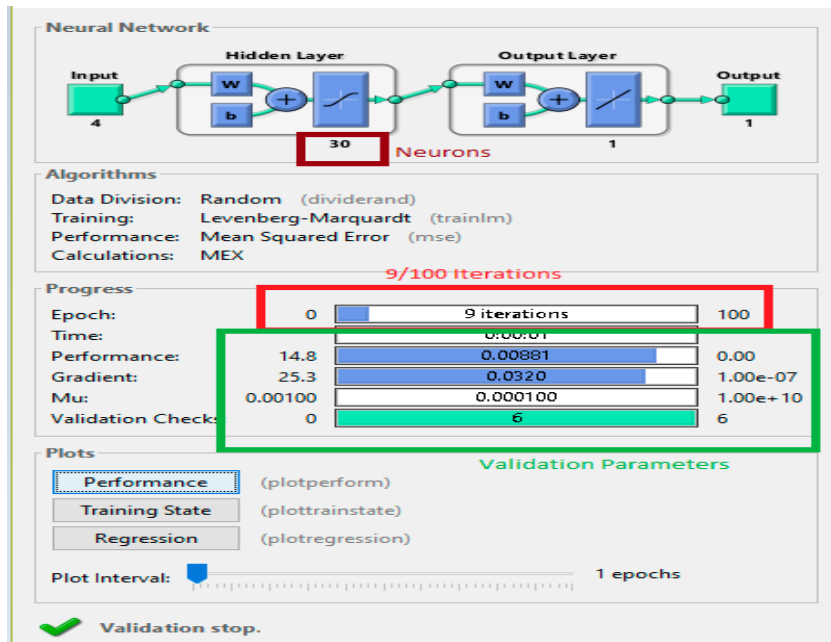 Neural Network
Hidden Layer
Output Layer
Input
Output
W
W
b
b
4
30
1
1
Neurons
Algorithms
Data Division: Random (dividerand)
Training: Levenberg-Marquardt (trainlm)
Performance: Mean Squared Error (mse)
Calculations: MEX
9/100 Iterations
Progress
Epoch: 0 9 iterations 100
Time: 0:00:01
Performance: 14.8 0.00881 0.00
Gradient: 25.3 0.0320 1.00e-07
Mu: 0.00100 0.000100 1.00e+10
Validation Checks 0 6 6
Plots
Validation Parameters
Performance (plotperform)
Training State (plottrainstate)
Regression (plotregression)
Plot Interval: 1 epochs
Validation stop.